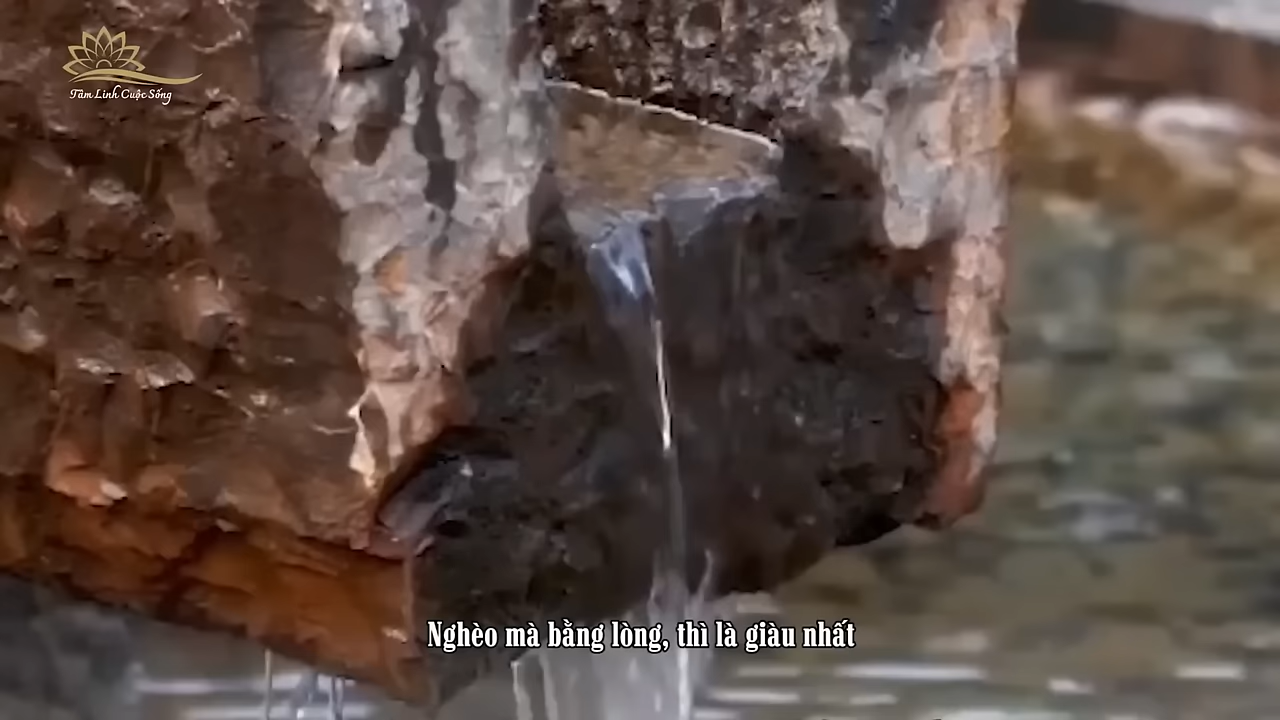 Tâm Linh Cuộc Sống
Nghèo mà bằng lòng, thì là giàu nhất